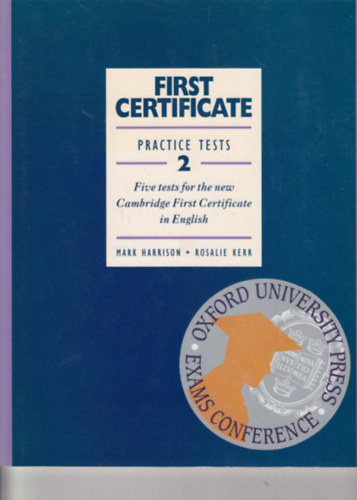 FIRST
CERTIFICATE
PRACTICE TESTS
2
Five tests for the new
Cambridge First Certificate
in English
MARK HARRISON • ROSALIE KERR
OXFORD UNIVERSITY PRESS
• EXAMS CONFERENCE •